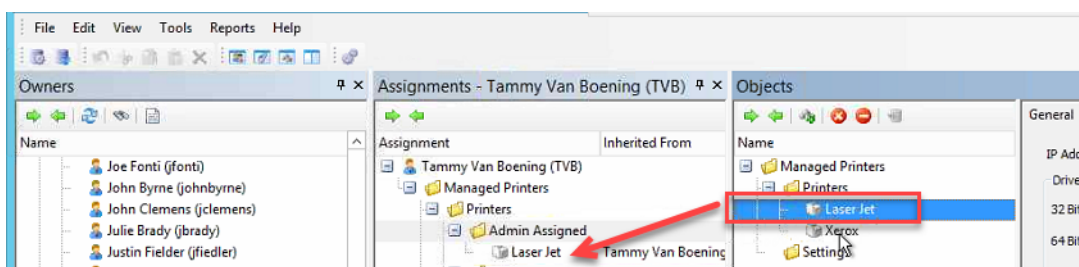 File Edit View Tools Reports Help
Owners
Name
Joe Fonti (jfonti)
John Byrne (johnbyrne)
John Clemens (jclemens)
Julie Brady (jbrady)
Justin Fielder (jfiedler)
Assignments - Tammy Van Boening (TVB)
Assignment Inherited From
Tammy Van Boening (TVB)
Managed Printers
Printers
Admin Assigned
Laser Jet Tammy Van Boening
Objects
Name
Managed Printers
Printers
Laser Jet
Xerox
Settings
General
IP Add
Drive
32 Bit
64 Bit